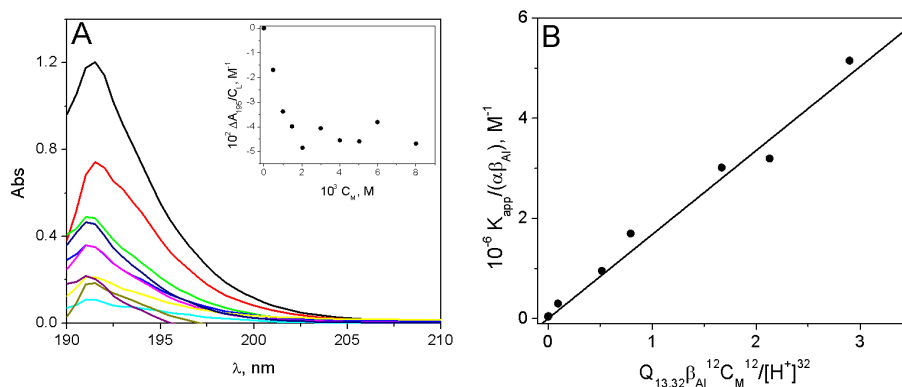 A
1.2
0.8
0.4
0.0
Abs
190 195 200 205 210
λ, nm
0
-1
-2
-3
-4
-5
10² ΔA₁₉₅/C_L, M⁻¹
0 2 4 6 8
10³ C_M, M
B
6
4
2
0
10⁻⁶ K_app/(αβ_Al), M⁻¹
0 1 2 3
Q₁₃.₃₂β_Al¹²C_M¹²/[H⁺]³²